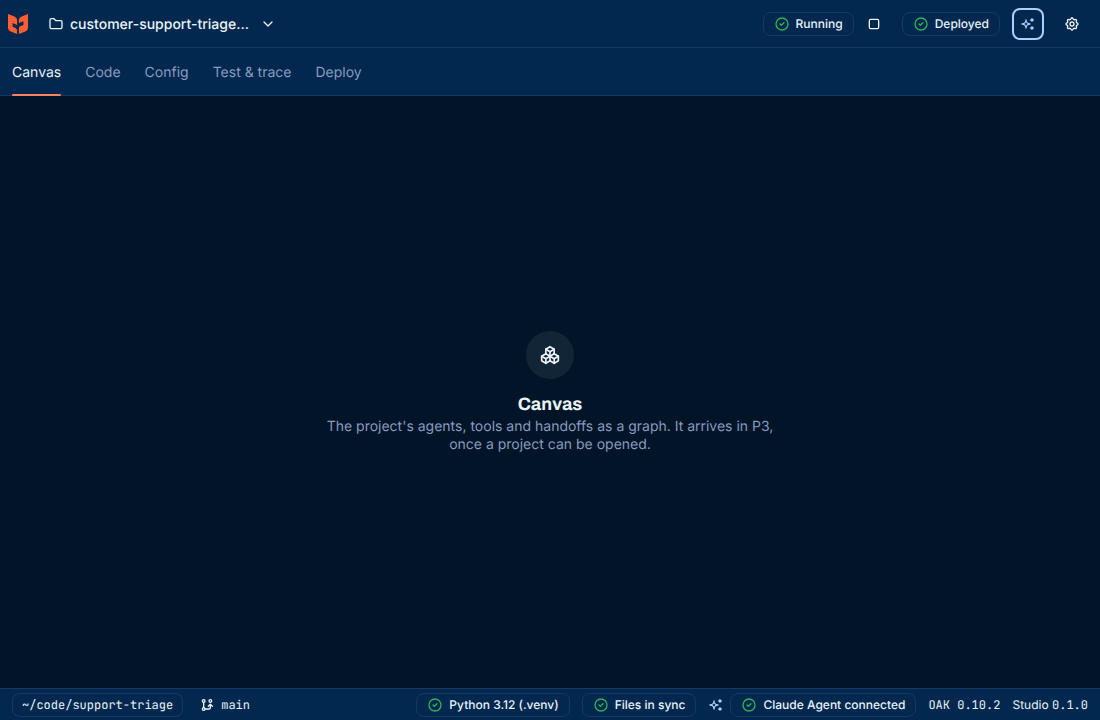 customer-support-triage...
Running
Deployed
Canvas
Code
Config
Test & trace
Deploy
Canvas
The project's agents, tools and handoffs as a graph. It arrives in P3,
once a project can be opened.
~/code/support-triage
main
Python 3.12 (.venv)
Files in sync
Claude Agent connected
OAK 0.10.2
Studio 0.1.0